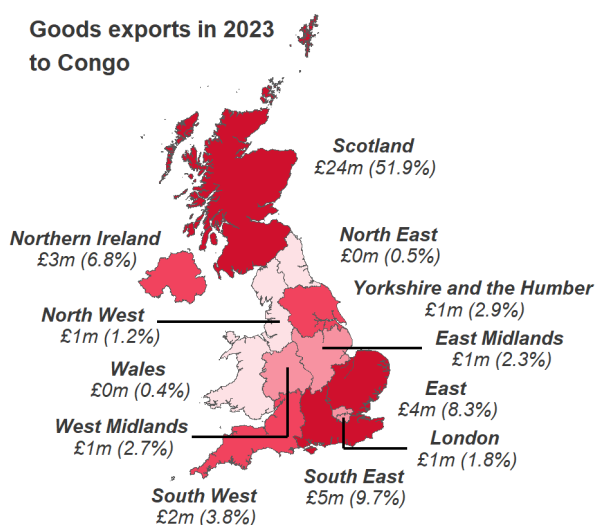 Goods exports in 2023
to Congo
Scotland
£24m (51.9%)
Northern Ireland
£3m (6.8%)
North East
£0m (0.5%)
Yorkshire and the Humber
£1m (2.9%)
North West
£1m (1.2%)
East Midlands
£1m (2.3%)
Wales
£0m (0.4%)
East
£4m (8.3%)
West Midlands
£1m (2.7%)
London
£1m (1.8%)
South East
£5m (9.7%)
South West
£2m (3.8%)